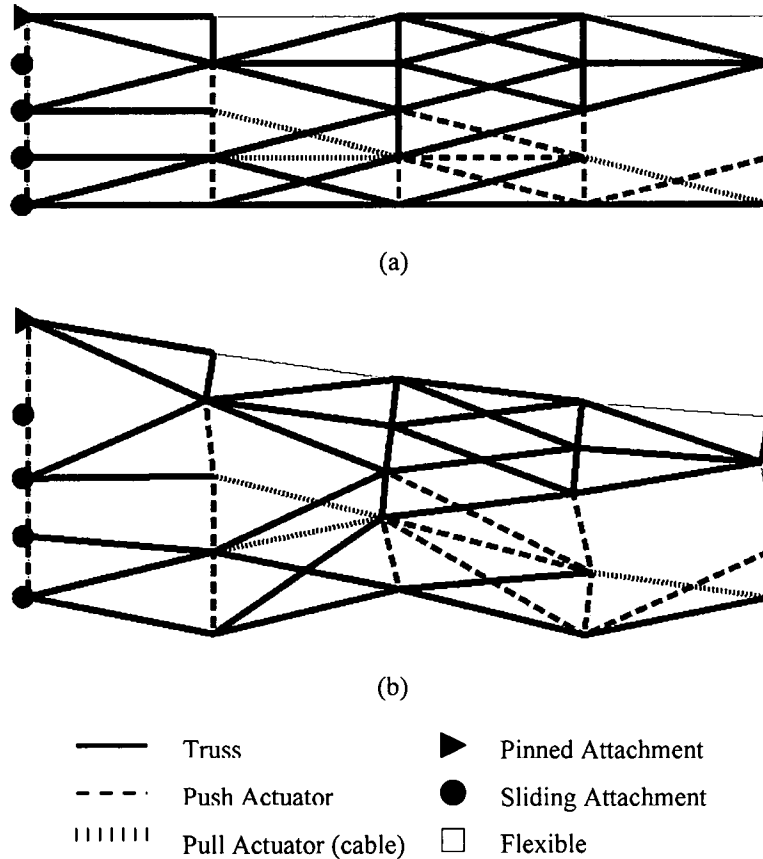 (a)
(b)
Truss
Pinned Attachment
Push Actuator
Sliding Attachment
Pull Actuator (cable)
Flexible